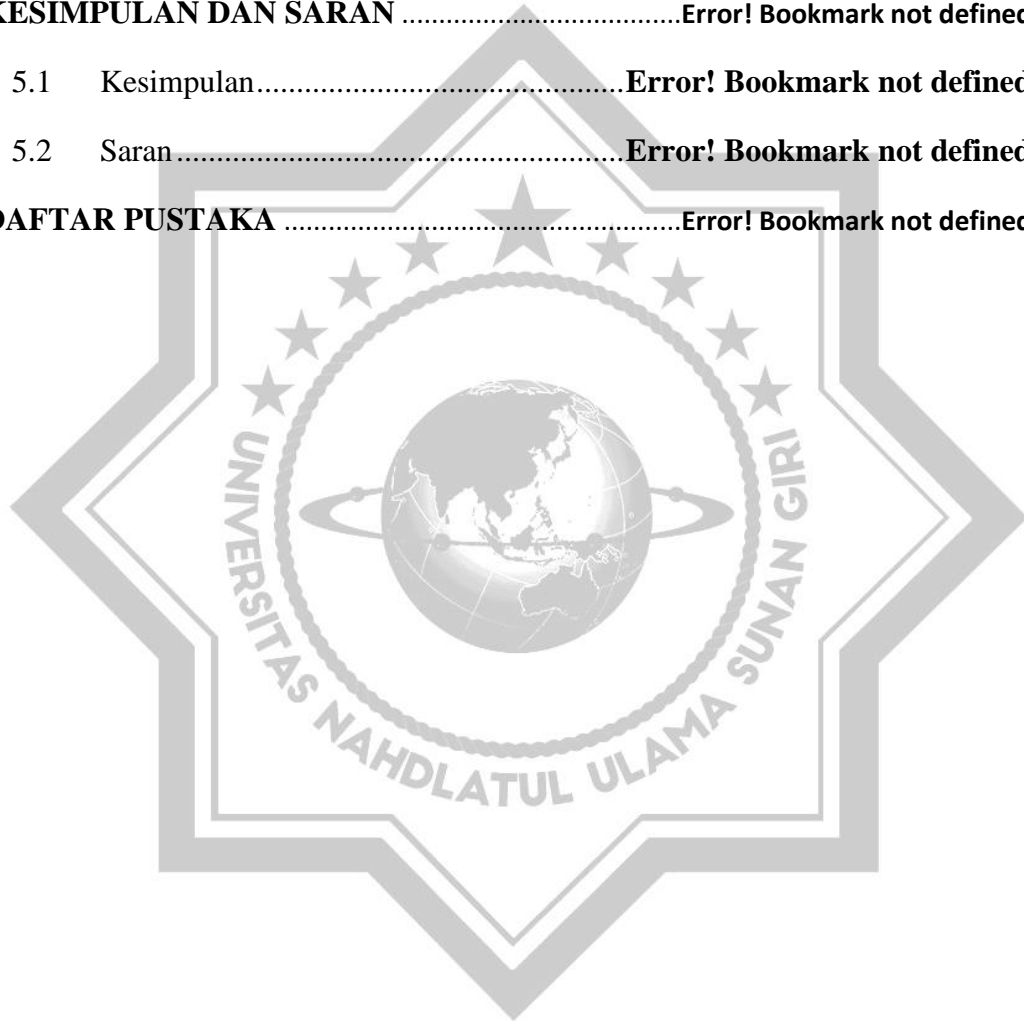 KESIMPULAN DAN SARAN ................................... Error! Bookmark not defined
5.1 Kesimpulan .............................................. Error! Bookmark not defined
5.2 Saran ........................................................ Error! Bookmark not defined
DAFTAR PUSTAKA .................................................. Error! Bookmark not defined
UNIVERSITAS NAHDLATUL ULAMA SUNAN GIRI